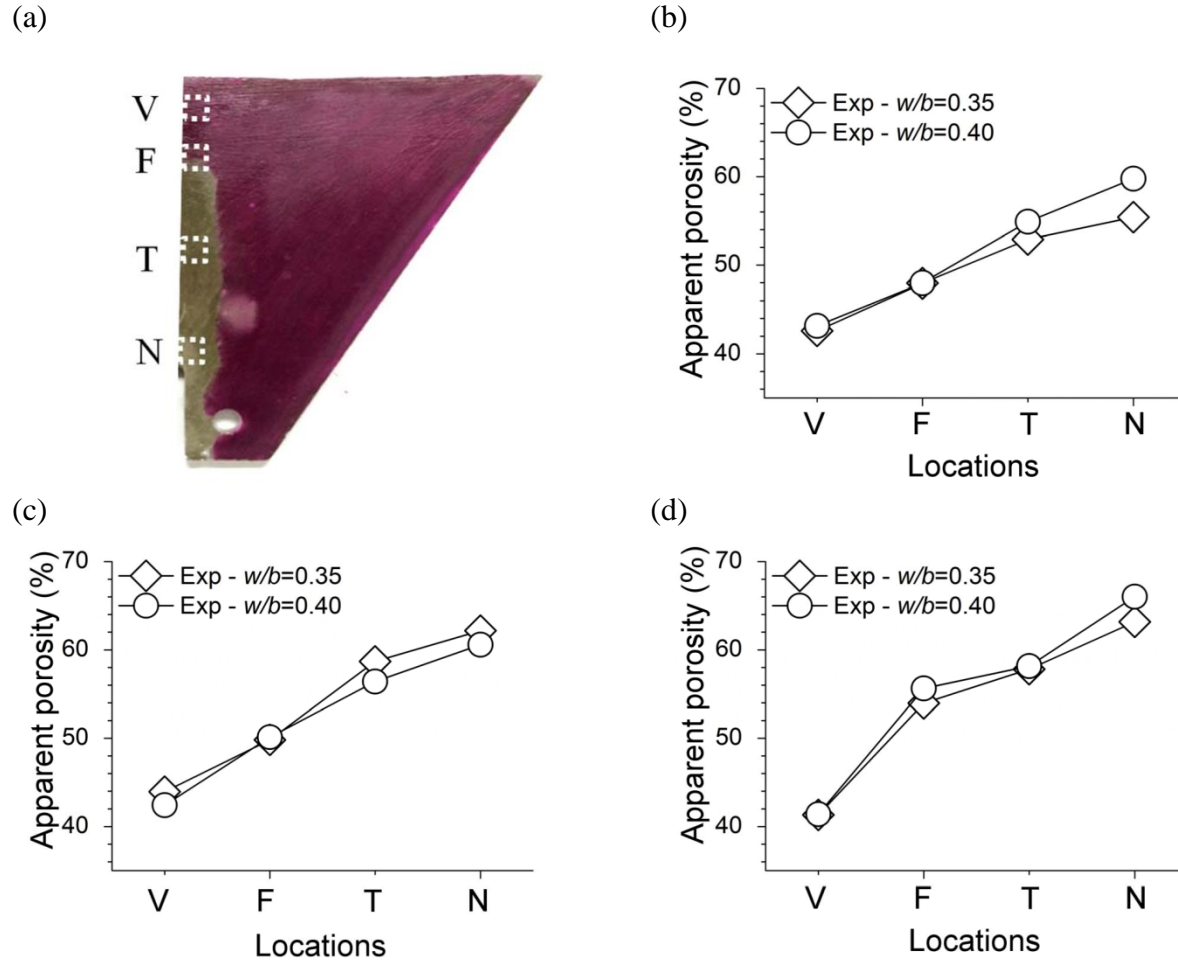 (a)
V
F
T
N
(b)
Apparent porosity (%)
70
60
50
40
Exp - w/b=0.35
Exp - w/b=0.40
V F T N
Locations
(c)
Apparent porosity (%)
70
60
50
40
Exp - w/b=0.35
Exp - w/b=0.40
V F T N
Locations
(d)
Apparent porosity (%)
70
60
50
40
Exp - w/b=0.35
Exp - w/b=0.40
V F T N
Locations